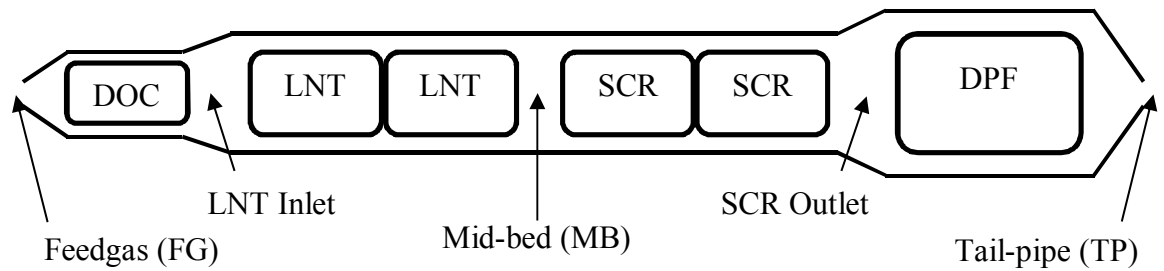 DOC
LNT
LNT
SCR
SCR
DPF
LNT Inlet
SCR Outlet
Feedgas (FG)
Mid-bed (MB)
Tail-pipe (TP)